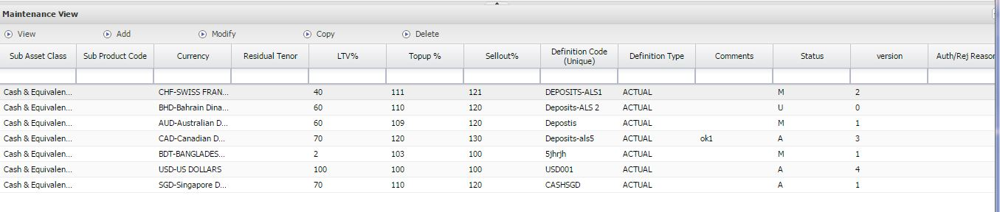 Maintenance View
View Add Modify Copy Delete
Sub Asset Class Sub Product Code Currency Residual Tenor LTV% Topup % Sellout% Definition Code (Unique) Definition Type Comments Status version Auth/Rej Reason
Cash & Equivalen... CHF-SWISS FRAN... 40 111 121 DEPOSITS-ALS1 ACTUAL M 2
Cash & Equivalen... BHD-Bahrain Dina... 60 110 120 Deposits-ALS 2 ACTUAL U 0
Cash & Equivalen... AUD-Australian D... 60 109 120 Depostis ACTUAL M 1
Cash & Equivalen... CAD-Canadian D... 70 120 130 Deposits-als5 ACTUAL ok1 A 3
Cash & Equivalen... BDT-BANGLADES... 2 103 100 5jhrjh ACTUAL M 1
Cash & Equivalen... USD-US DOLLARS 100 100 100 USD001 ACTUAL A 4
Cash & Equivalen... SGD-Singapore D... 70 110 120 CASHSGD ACTUAL A 1